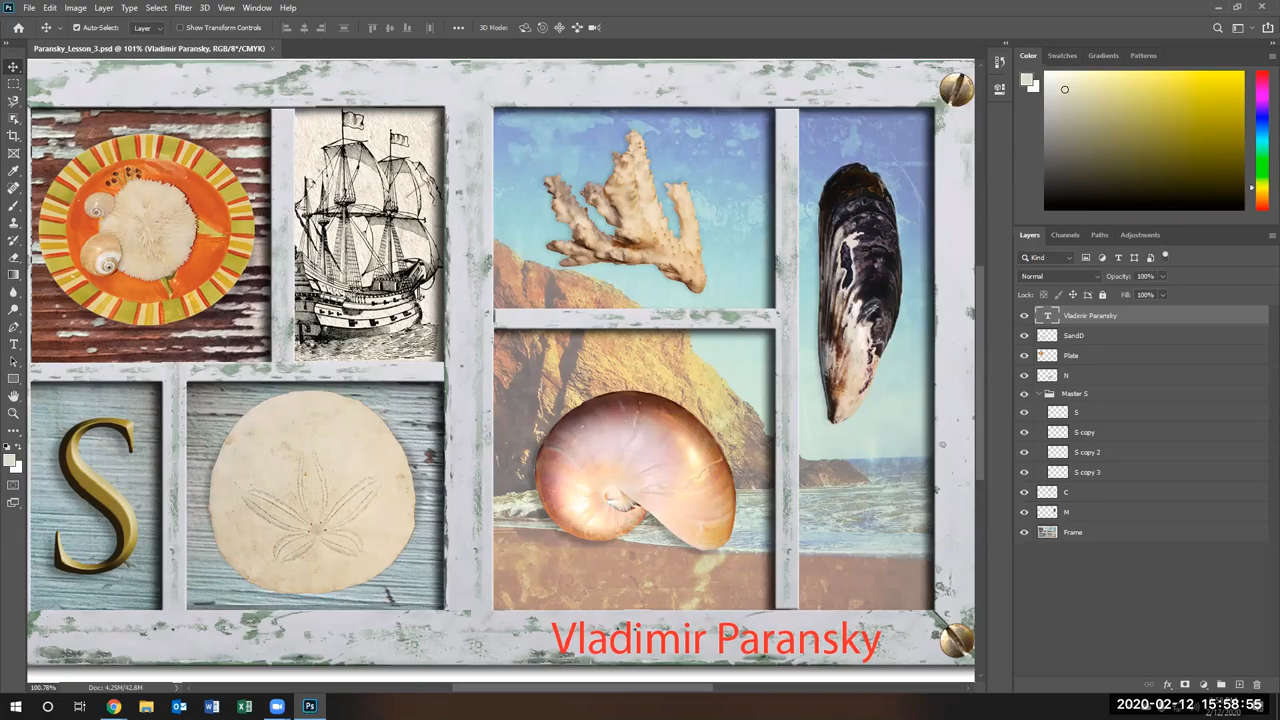 Ps File Edit Image Layer Type Select Filter 3D View Window Help
Auto-Select: Layer Show Transform Controls 3D Mode:
Paransky_Lesson_3.psd @ 101% (Vladimir Paransky, RGB/8*/CMYK) ×
Color Swatches Gradients Patterns
Layers Channels Paths Adjustments
Kind
Normal Opacity: 100%
Lock: Fill: 100%
T Vladimir Paransky
SandD
Plate
N
Master S
S
S copy
S copy 2
S copy 3
C
M
Frame
S
Vladimir Paransky
100.78% Doc: 4.25M/42.8M
Ps
2020-02-12 15:58:55